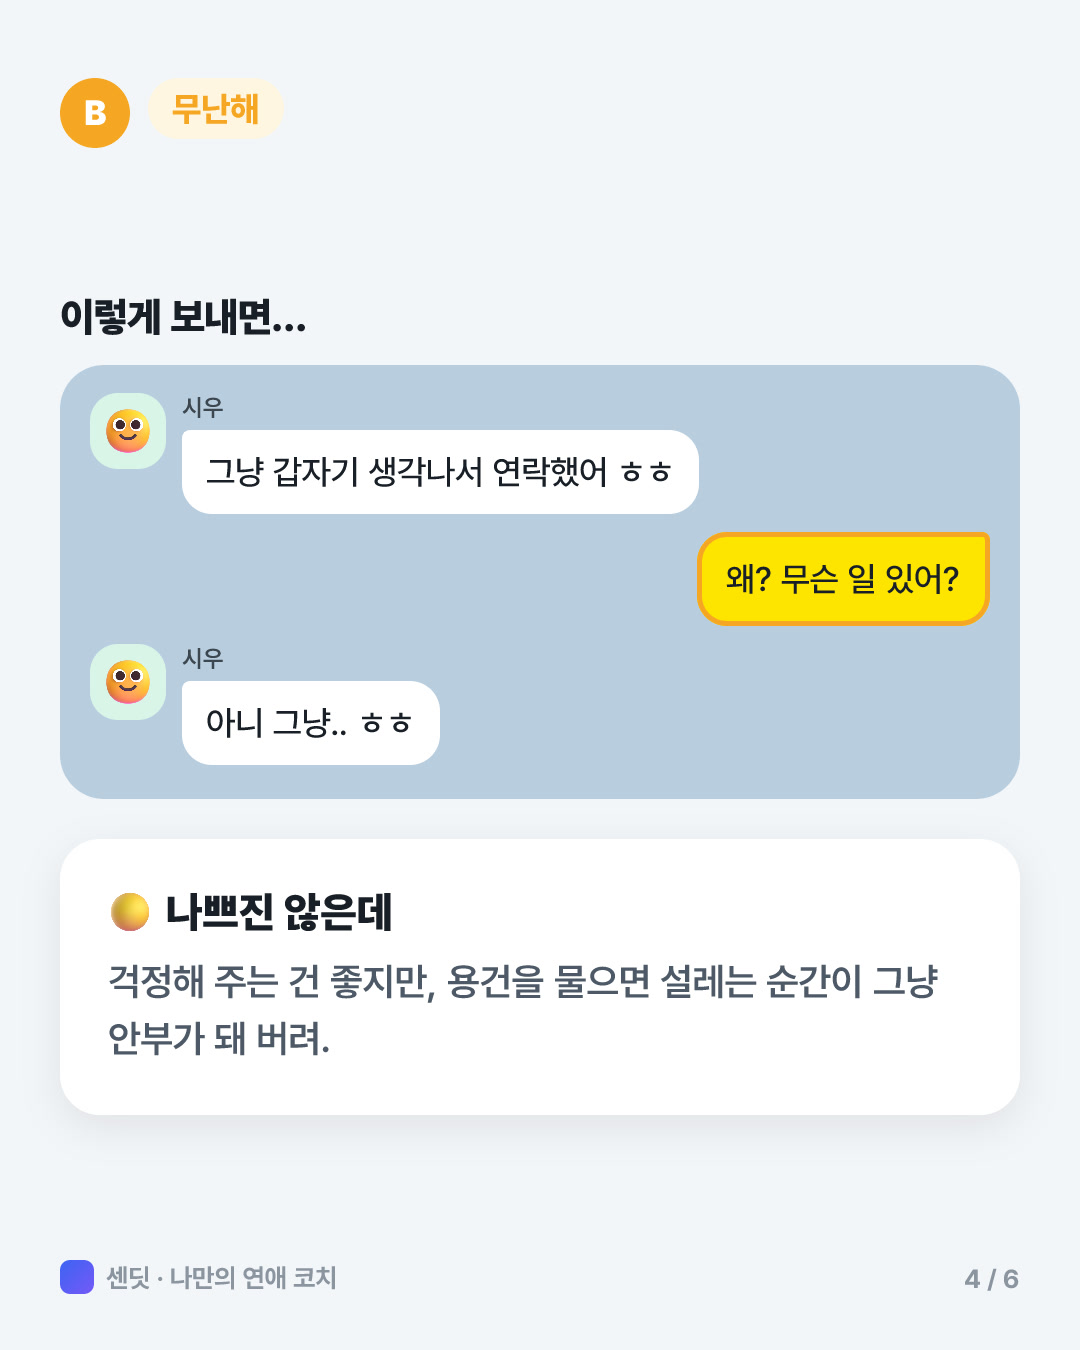 B 무난해
이렇게 보내면...
시우
그냥 갑자기 생각나서 연락했어 ㅎㅎ
왜? 무슨 일 있어?
시우
아니 그냥.. ㅎㅎ
나쁘진 않은데
걱정해 주는 건 좋지만, 용건을 물으면 설레는 순간이 그냥
안부가 돼 버려.
센딧 · 나만의 연애 코치
4 / 6